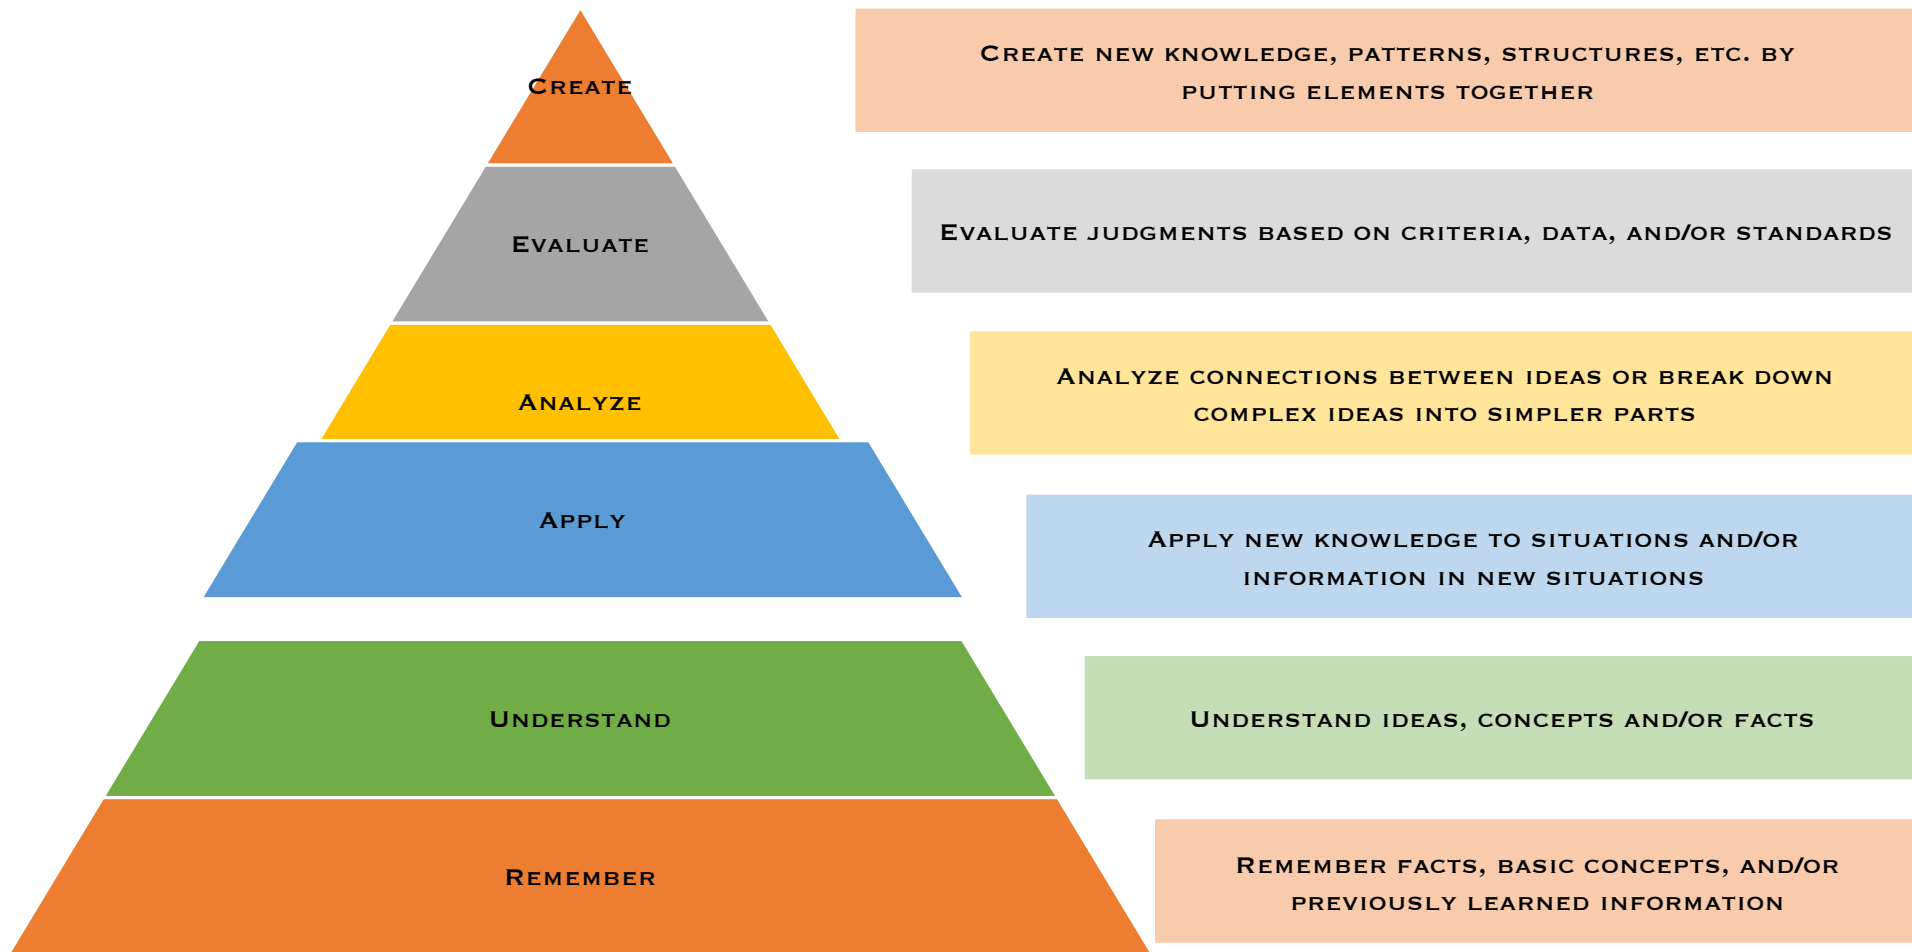 Create
Create new knowledge, patterns, structures, etc. by
putting elements together
Evaluate
Evaluate judgments based on criteria, data, and/or standards
Analyze
Analyze connections between ideas or break down
complex ideas into simpler parts
Apply
Apply new knowledge to situations and/or
information in new situations
Understand
Understand ideas, concepts and/or facts
Remember
Remember facts, basic concepts, and/or
previously learned information